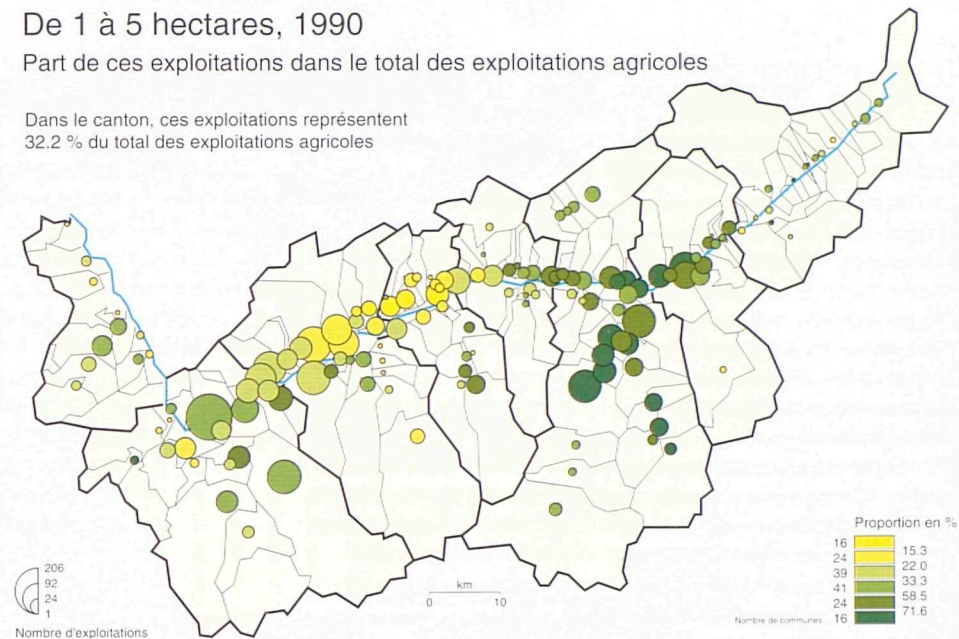 De 1 à 5 hectares, 1990
Part de ces exploitations dans le total des exploitations agricoles
Dans le canton, ces exploitations représentent
32.2 % du total des exploitations agricoles
206
92
24
1
Nombre d'exploitations
km
0 10
Proportion en %
16
15.3
24
22.0
39
33.3
41
58.5
24
71.6
16
Nombre de communes